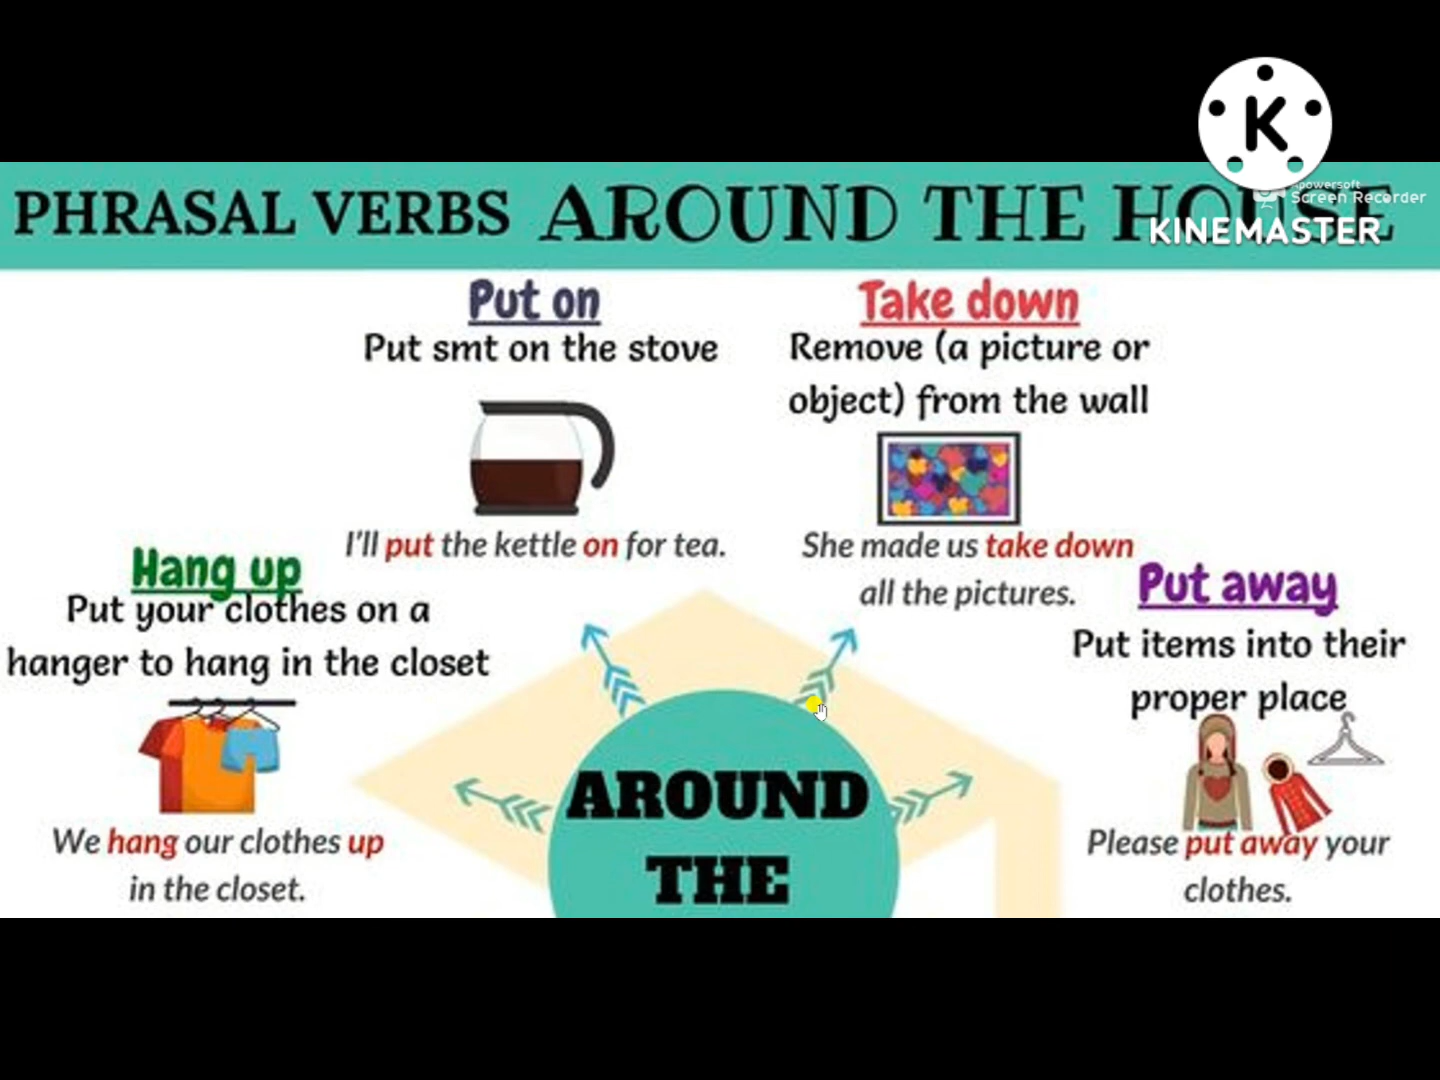 K
Apowersoft
Screen Recorder
KINEMASTER
PHRASAL VERBS AROUND THE HOUSE
Put on
Put smt on the stove
I'll put the kettle on for tea.
Take down
Remove (a picture or
object) from the wall
She made us take down
all the pictures.
Hang up
Put your clothes on a
hanger to hang in the closet
We hang our clothes up
in the closet.
Put away
Put items into their
proper place
Please put away your
clothes.
AROUND
THE